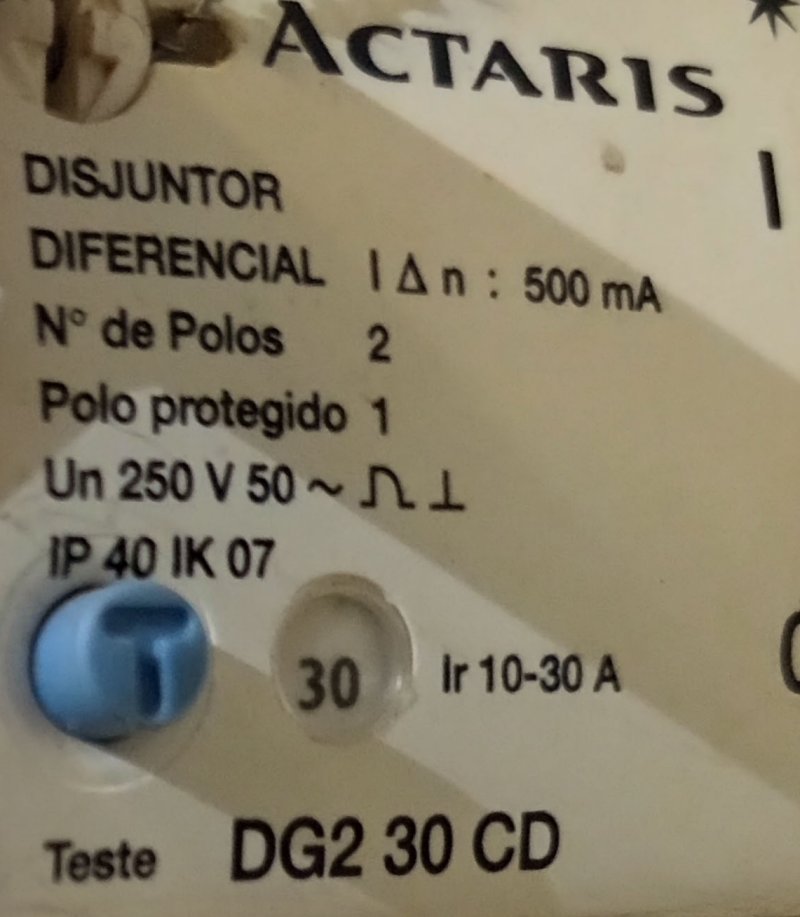 ACTARIS
I
DISJUNTOR
DIFERENCIAL I Δ n : 500 mA
N° de Polos 2
Polo protegido 1
Un 250 V 50 ~ ⊥
IP 40 IK 07
T 30 Ir 10-30 A
Teste DG2 30 CD